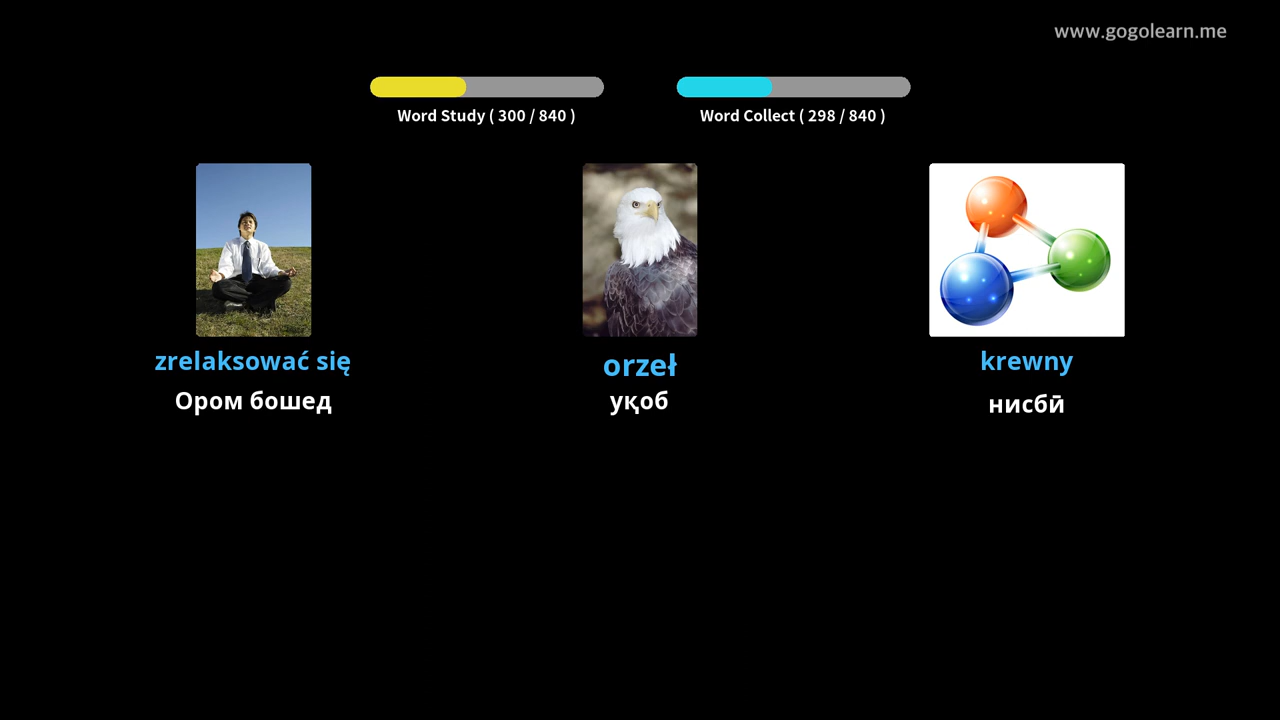 www.gogolearn.me
Word Study ( 300 / 840 )
Word Collect ( 298 / 840 )
zrelaksować się
orzeł
krewny
Ором бошед
уқоб
нисбӣ